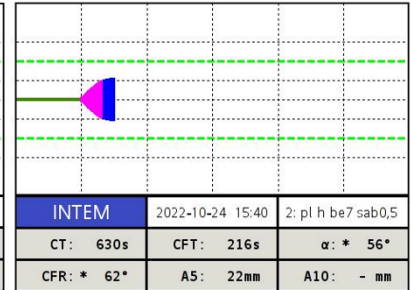 INTEM 2022-10-24 15:40 2: pl h be7 sab0,5
CT: 630s CFT: 216s α: * 56°
CFR: * 62° A5: 22mm A10: - mm